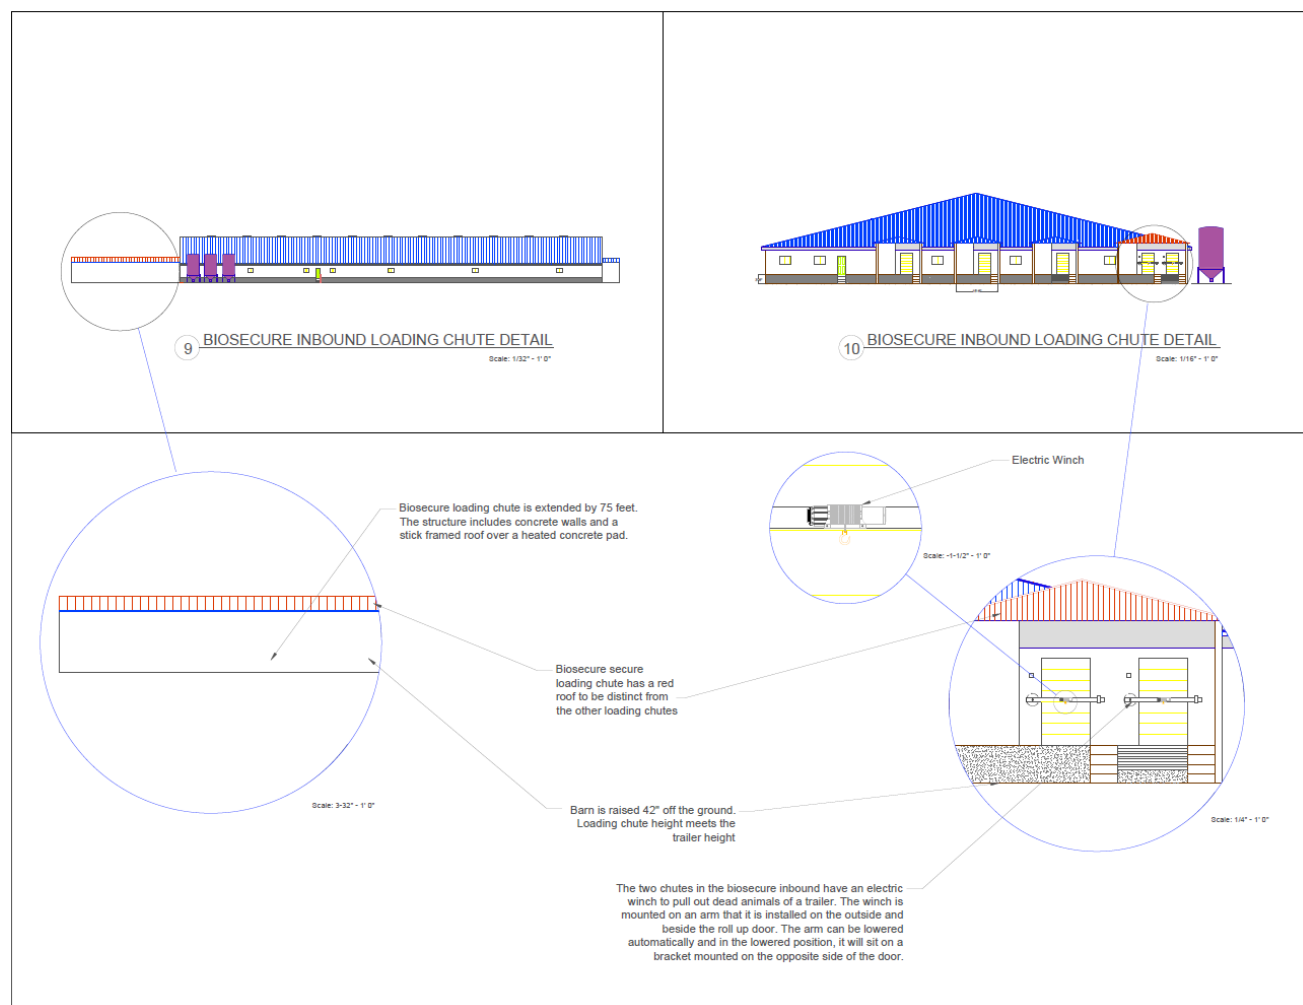 9
BIOSECURE INBOUND LOADING CHUTE DETAIL
Scale: 1/32" - 1' 0"
10
BIOSECURE INBOUND LOADING CHUTE DETAIL
Scale: 1/16" - 1' 0"
Electric Winch
Biosecure loading chute is extended by 75 feet.
The structure includes concrete walls and a
stick framed roof over a heated concrete pad.
Scale: -1-1/2" - 1' 0"
Biosecure secure
loading chute has a red
roof to be distinct from
the other loading chutes
Scale: 3-32" - 1' 0"
Barn is raised 42" off the ground.
Loading chute height meets the
trailer height
Scale: 1/4" - 1' 0"
The two chutes in the biosecure inbound have an electric
winch to pull out dead animals of a trailer. The winch is
mounted on an arm that it is installed on the outside and
beside the roll up door. The arm can be lowered
automatically and in the lowered position, it will sit on a
bracket mounted on the opposite side of the door.